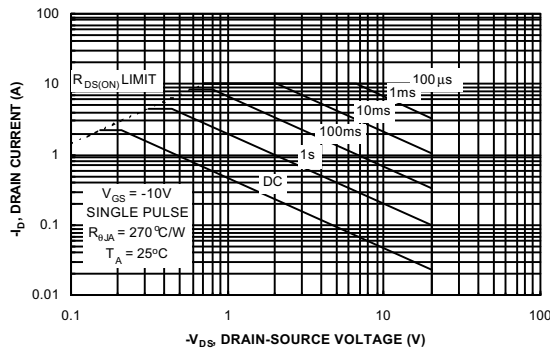 100
10
1
0.1
0.01
-I_D, DRAIN CURRENT (A)
R_DS(ON) LIMIT
100µs
1ms
10ms
100ms
1s
DC
V_GS = -10V
SINGLE PULSE
R_θJA = 270°C/W
T_A = 25°C
0.1 1 10 100
-V_DS, DRAIN-SOURCE VOLTAGE (V)